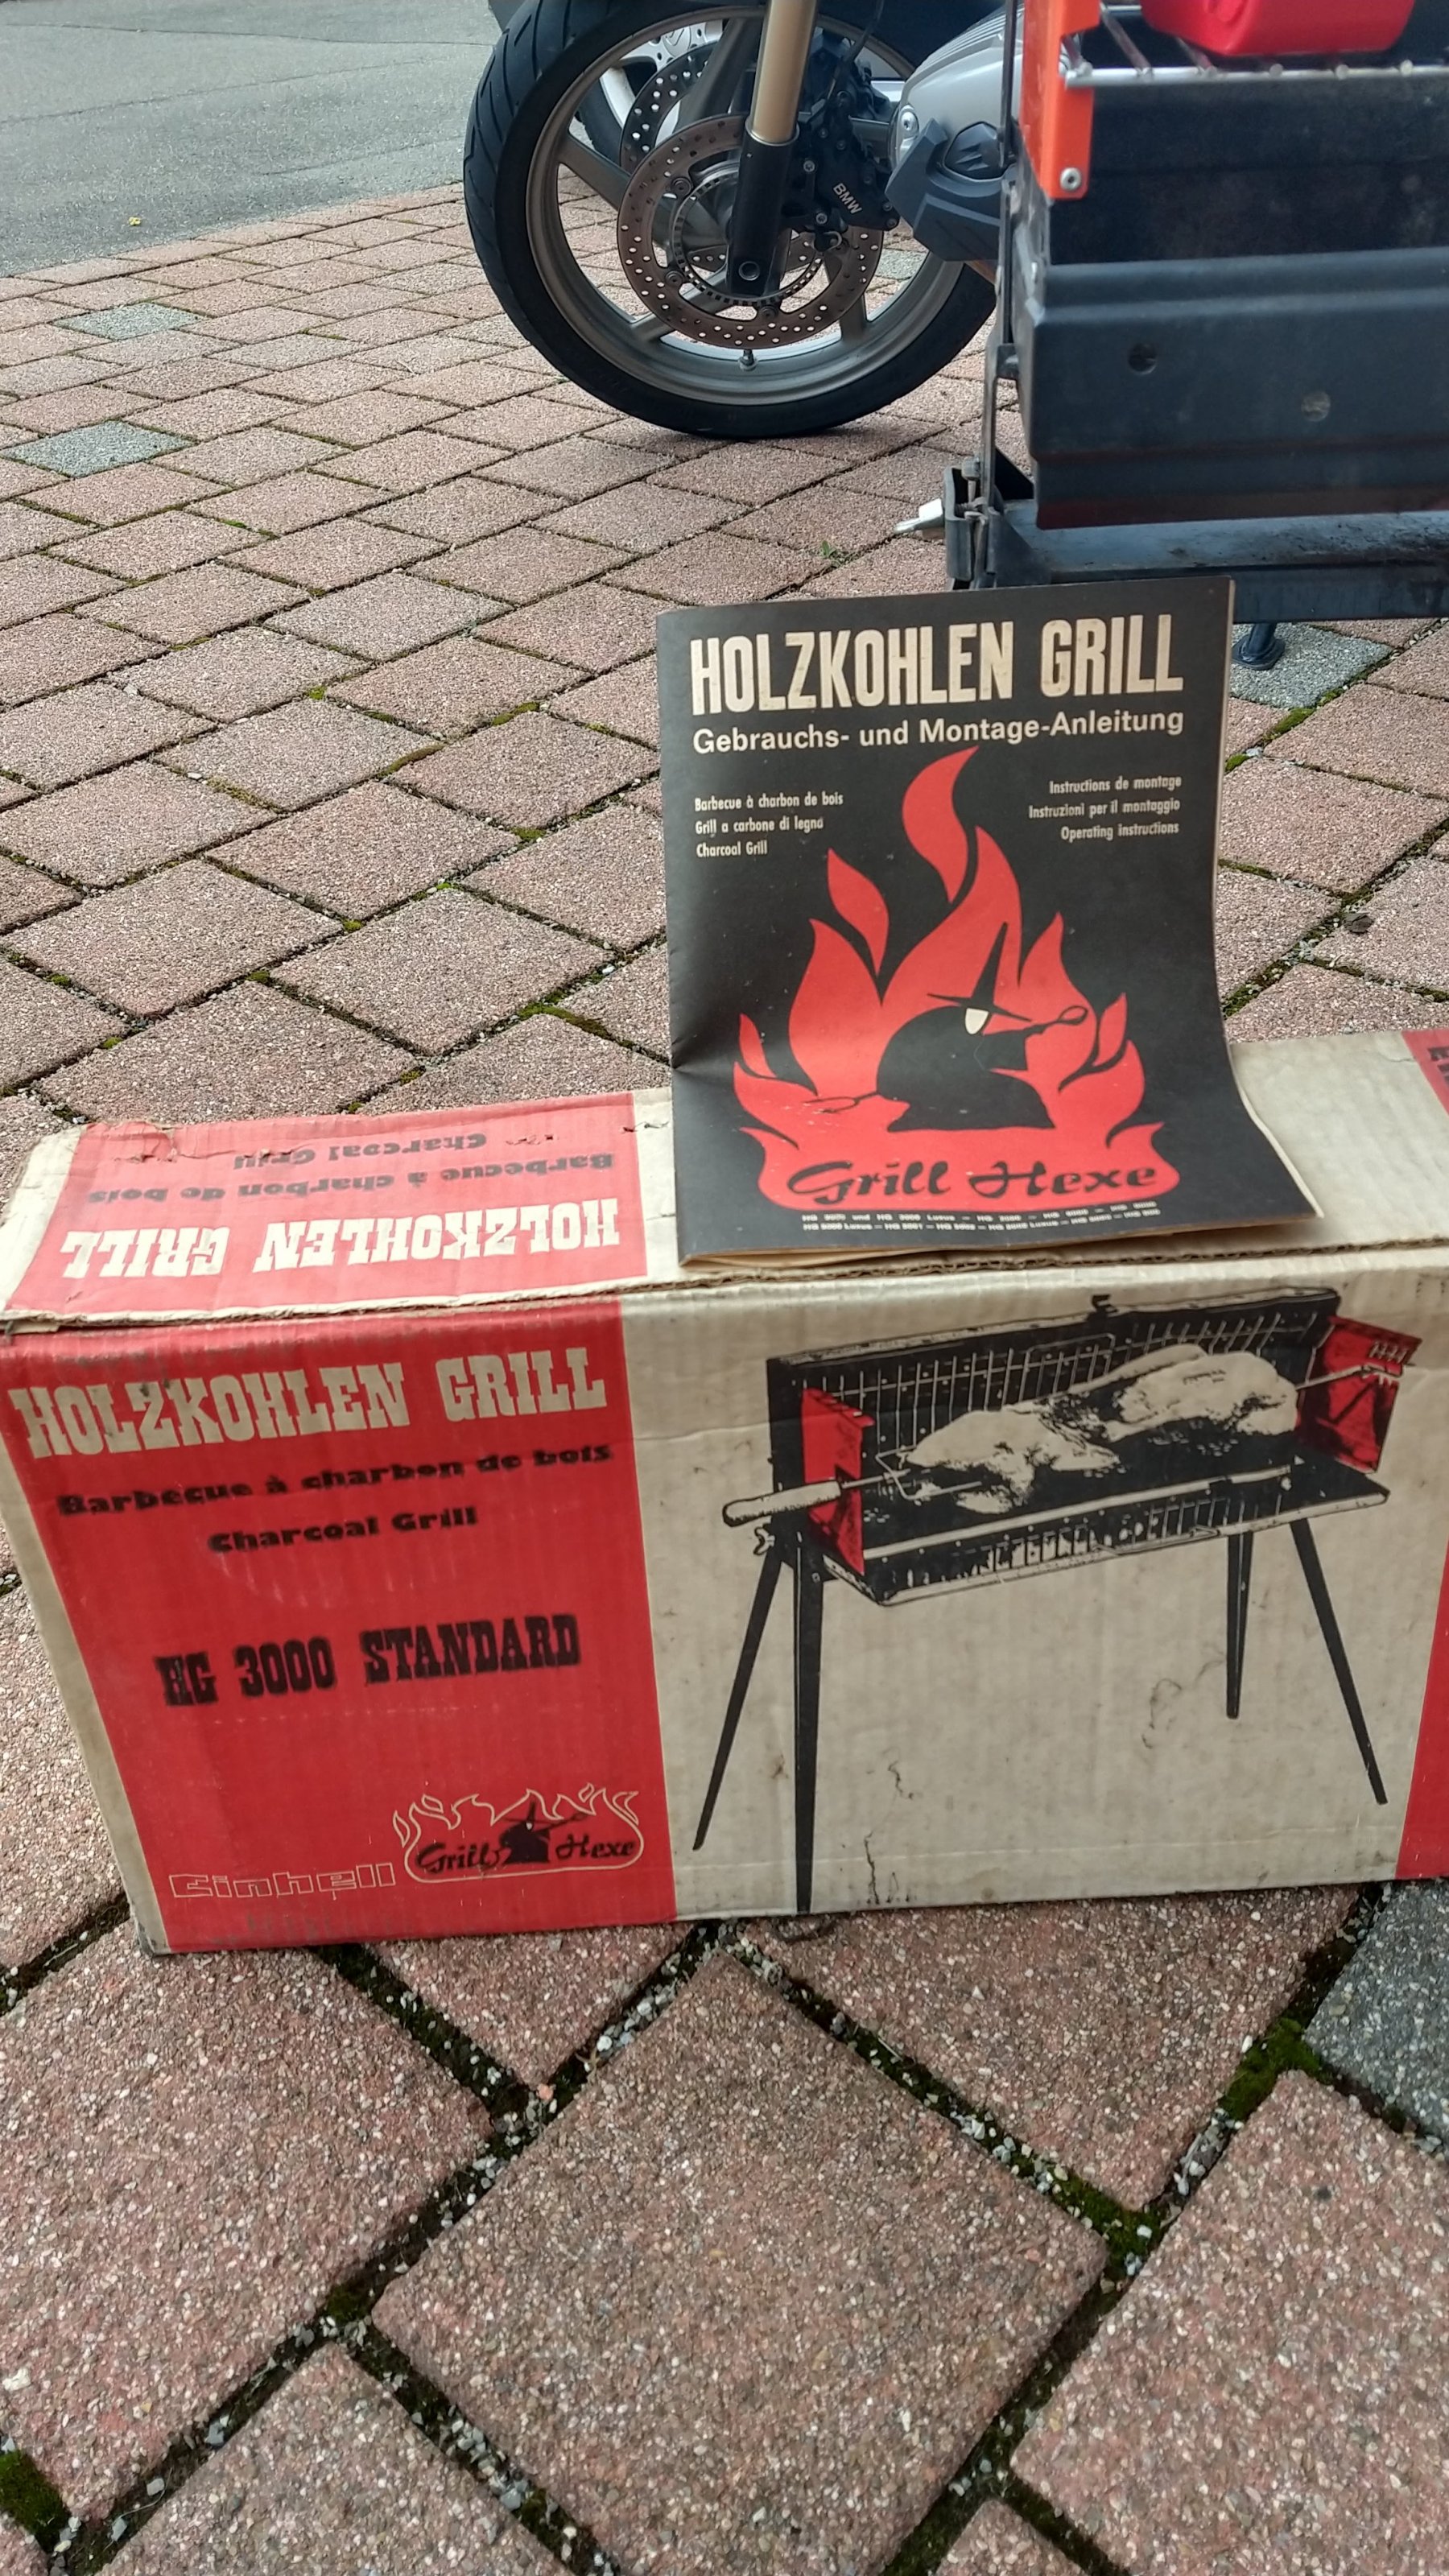 BMW
HOLZKOHLEN GRILL
Gebrauchs- und Montage-Anleitung
Barbecue à charbon de bois
Grill a carbone di legna
Charcoal Grill
Instructions de montage
Instruzioni per il montaggio
Operating instructions
Grill Hexe
Charcoal Grill
Barbecue à charbon de bois
HOLZKOHLEN GRILL
HOLZKOHLEN GRILL
Barbecue à charbon de bois
Charcoal Grill
HG 3000 STANDARD
Einhell
Grill Hexe